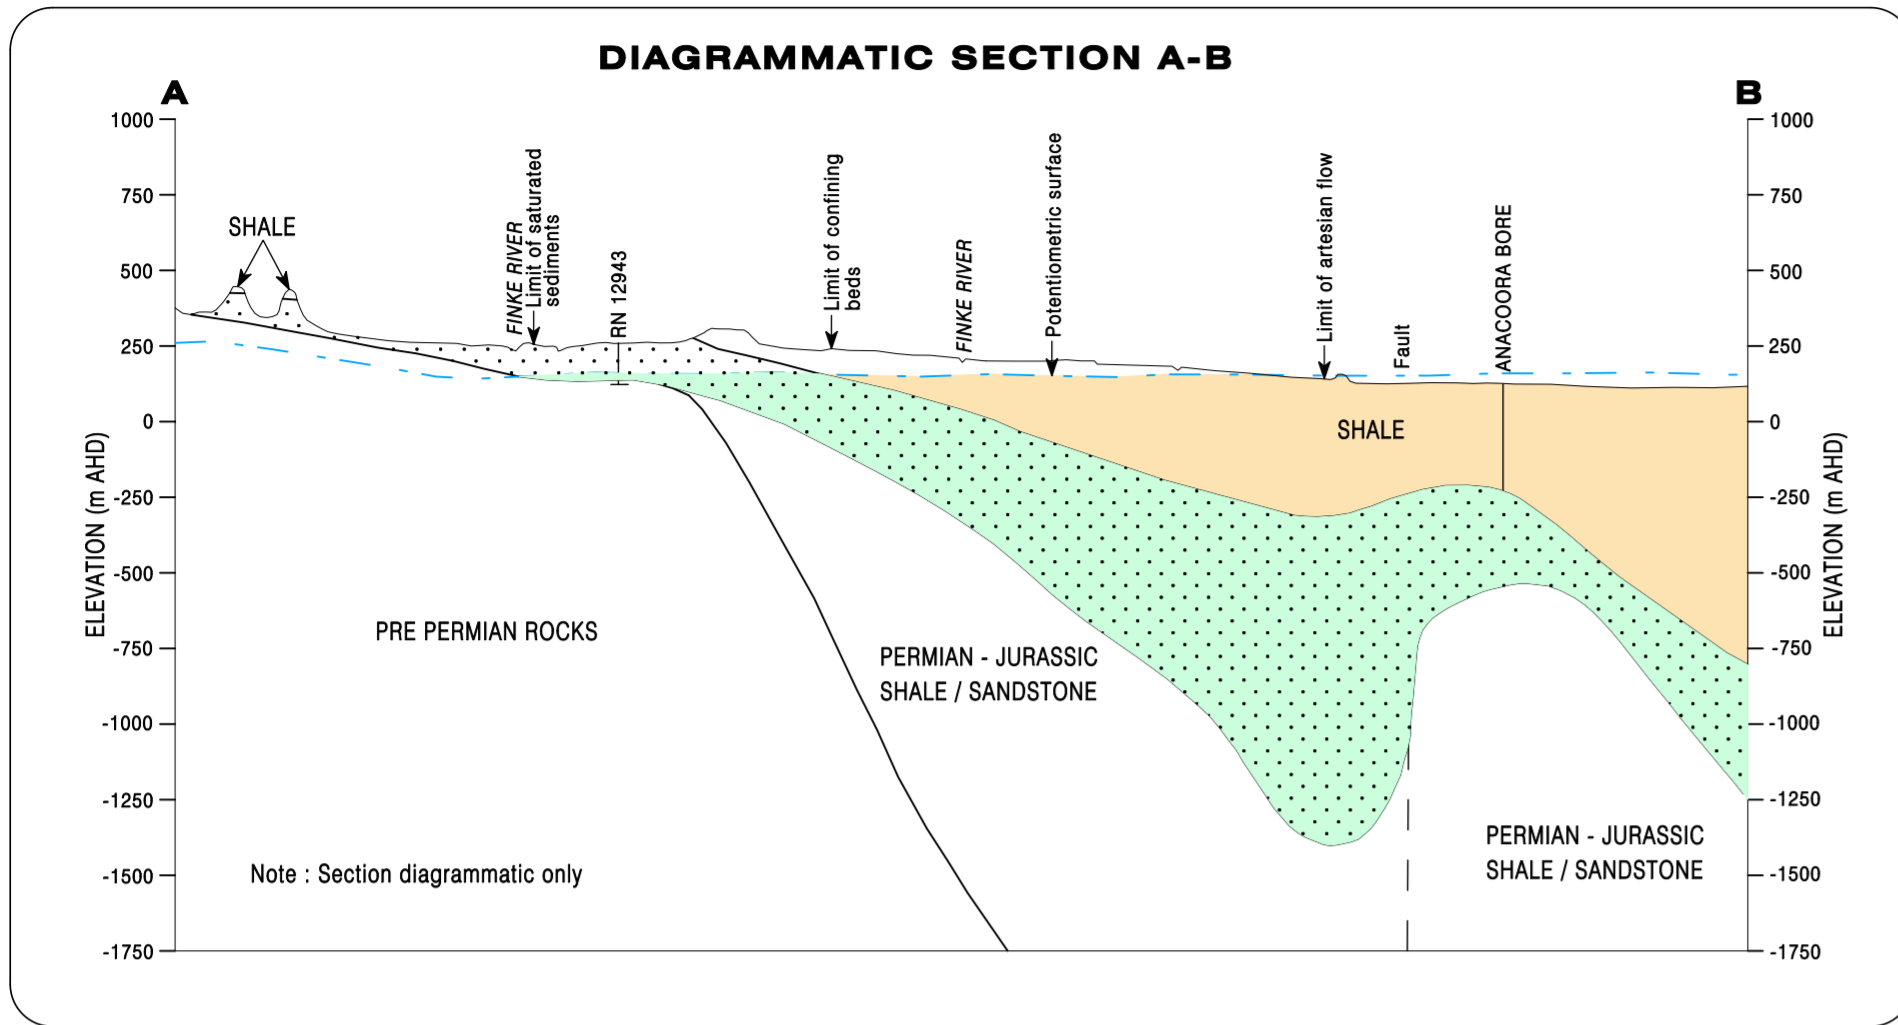 DIAGRAMMATIC SECTION A-B
A
B
1000
750
500
250
0
-250
-500
-750
-1000
-1250
-1500
-1750
ELEVATION (m AHD)
SHALE
FINKE RIVER
Limit of saturated
sediments
RN 12943
Limit of confining
beds
FINKE RIVER
Potentiometric surface
Limit of artesian flow
Fault
ANACOORA BORE
SHALE
PRE PERMIAN ROCKS
PERMIAN - JURASSIC
SHALE / SANDSTONE
PERMIAN - JURASSIC
SHALE / SANDSTONE
Note : Section diagrammatic only
1000
750
500
250
0
-250
-500
-750
-1000
-1250
-1500
-1750
ELEVATION (m AHD)